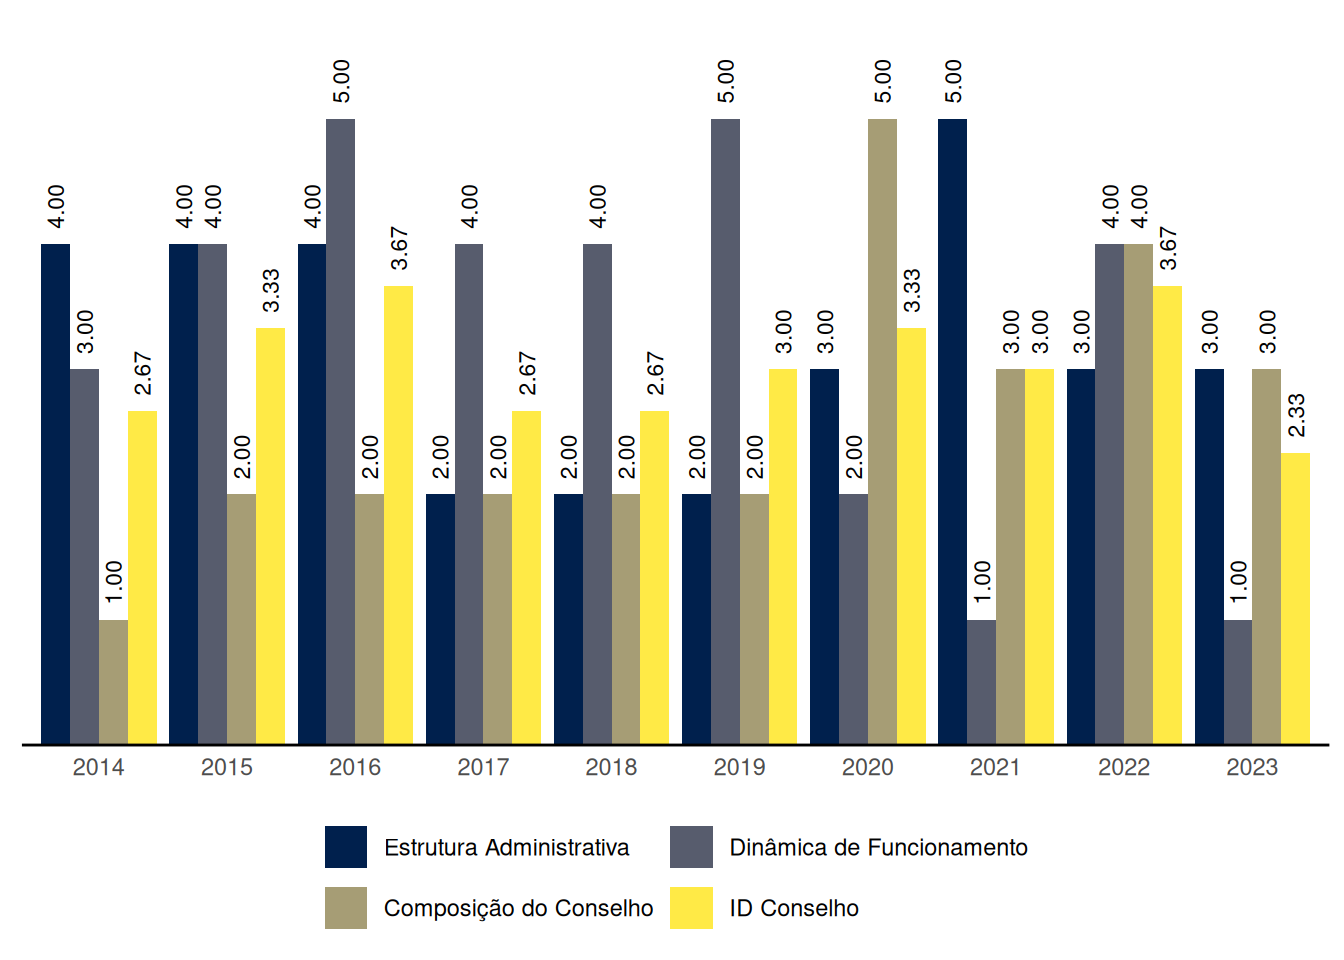 4.00 3.00 1.00 2.67 4.00 4.00 2.00 3.33 4.00 5.00 2.00 3.67 2.00 4.00 2.00 2.67 2.00 4.00 2.00 2.67 2.00 5.00 2.00 3.00 3.00 2.00 5.00 3.33 5.00 1.00 3.00 3.00 3.00 4.00 4.00 3.67 3.00 1.00 3.00 2.33
2014 2015 2016 2017 2018 2019 2020 2021 2022 2023
Estrutura Administrativa Dinâmica de Funcionamento
Composição do Conselho ID Conselho